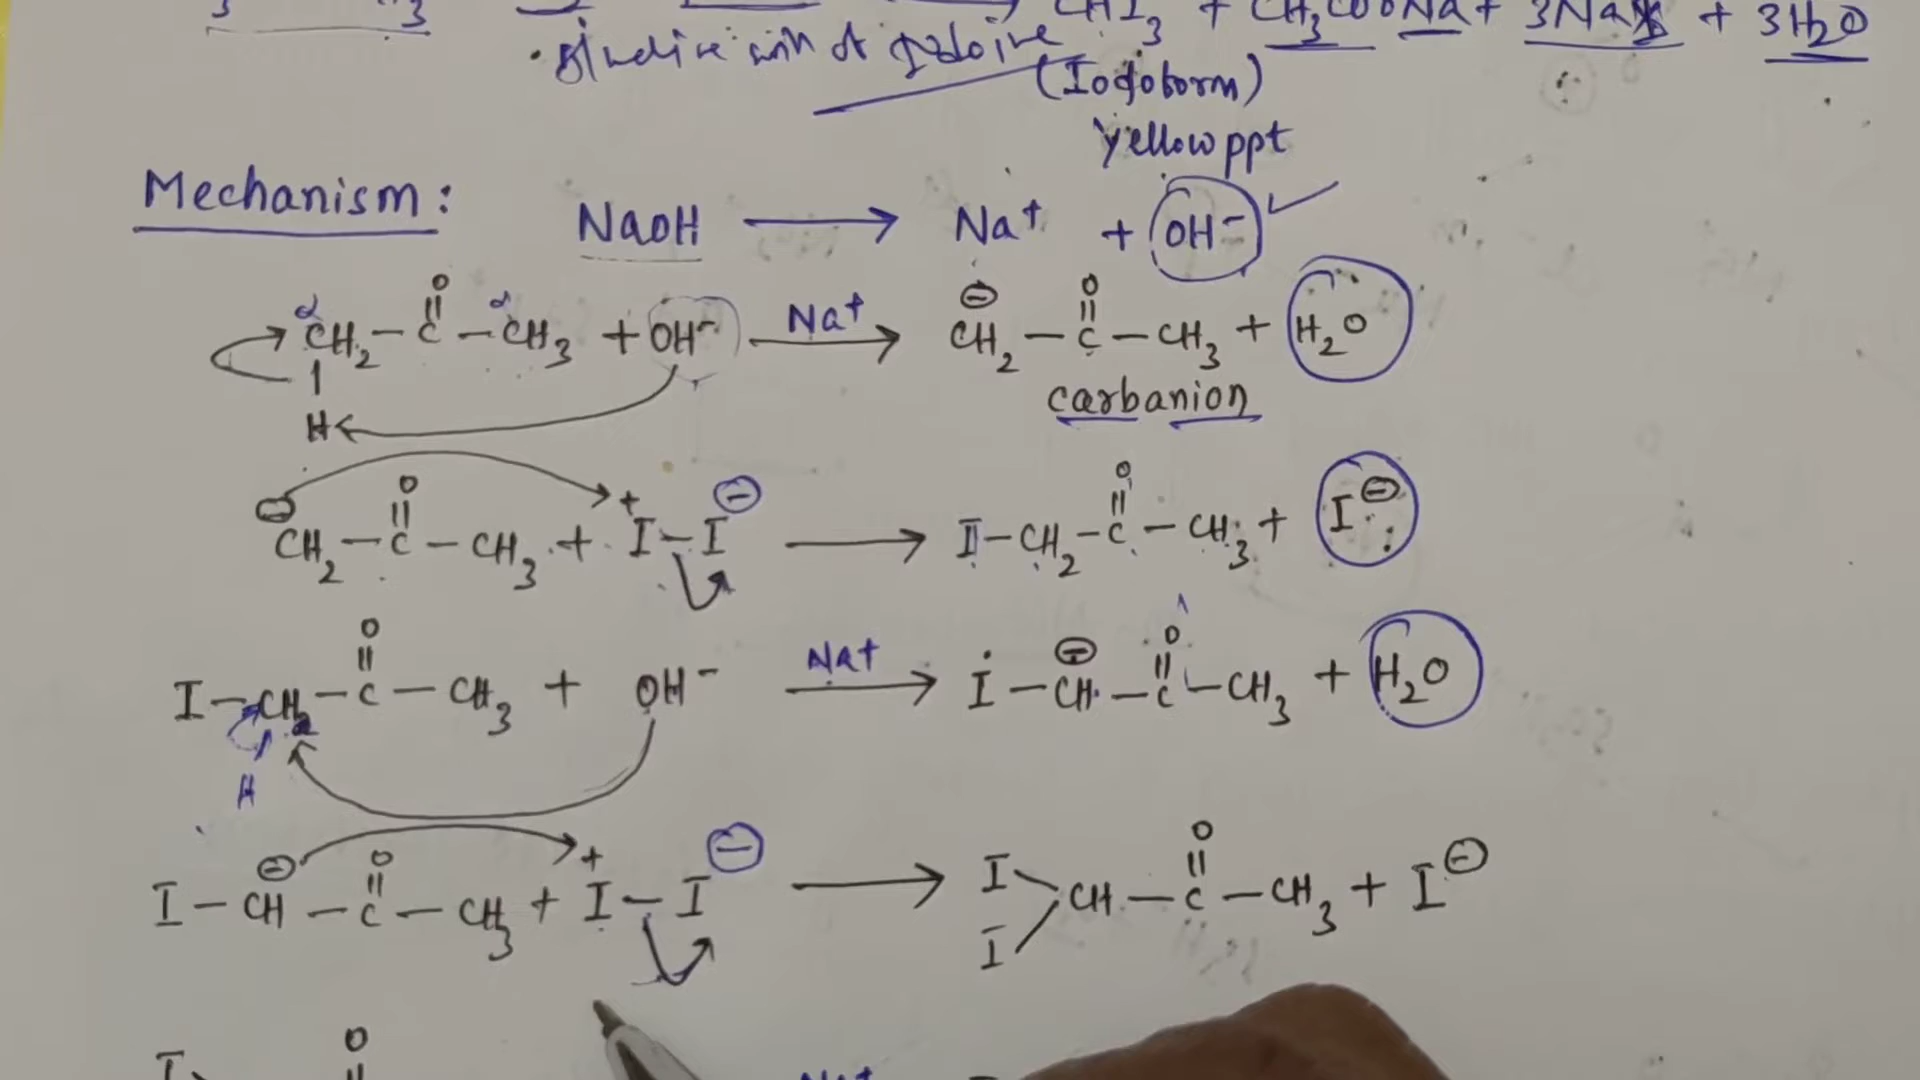 CHI3 + CH3COONa + 3NaI + 3H2O
(Iodoform)
Yellow ppt
Mechanism:
NaOH ⟶ Na+ + OH-
α O α O
CH2 – C – CH3 + OH- ⟶ Na+ CH2⊖ – C – CH3 + H2O
H
carbanion
O O
⊖CH2 – C – CH3 + +I – I⊖ ⟶ I – CH2 – C – CH3 + I⊖
O O
I – CH2 – C – CH3 + OH- ⟶ Na+ I – CH⊖ – C – CH3 + H2O
H
O O
I – CH⊖ – C – CH3 + +I – I⊖ ⟶ I CH – C – CH3 + I⊖
I
O
I
Na+